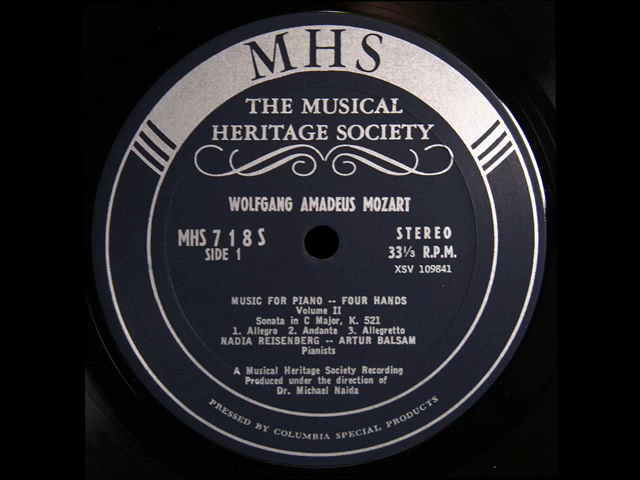 MHS
THE MUSICAL
HERITAGE SOCIETY
WOLFGANG AMADEUS MOZART
MHS 718 S
SIDE 1
STEREO
33⅓ R.P.M.
XSV 109841
MUSIC FOR PIANO -- FOUR HANDS
Volume II
Sonata in C Major, K. 521
1. Allegro 2. Andante 3. Allegretto
NADIA REISENBERG -- ARTUR BALSAM
Pianists
A Musical Heritage Society Recording
Produced under the direction of
Dr. Michael Naida
PRESSED BY COLUMBIA SPECIAL PRODUCTS